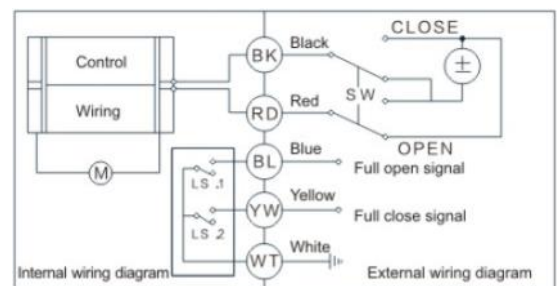 CLOSE
Control
Wiring
BK
Black
±
SW
RD
Red
OPEN
M
BL
Blue
Full open signal
LS .1
YW
Yellow
Full close signal
LS .2
WT
White
Internal wiring diagram
External wiring diagram